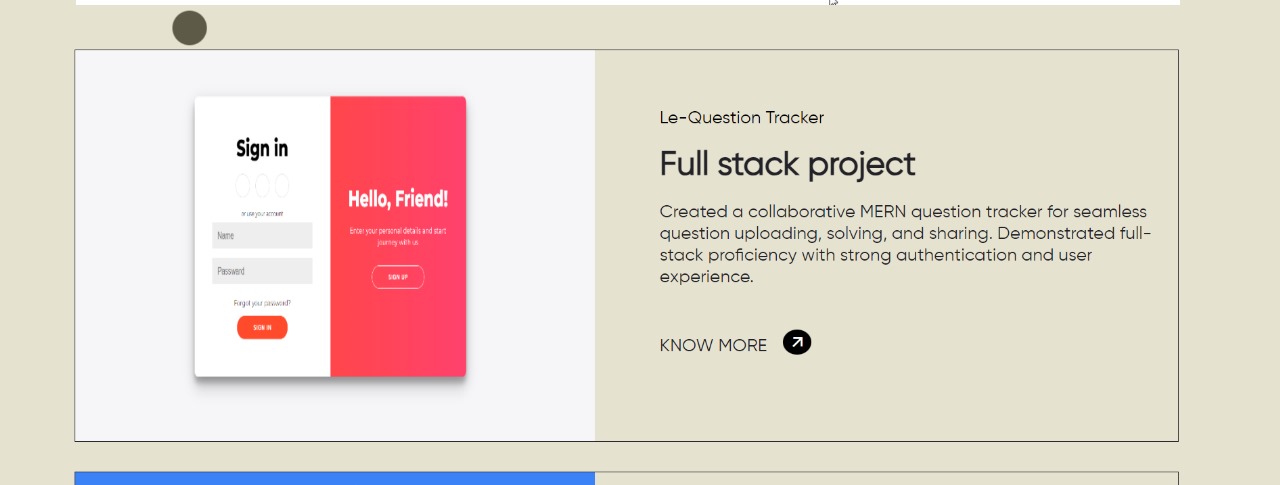 Sign in
or use your account
Name
Password
Forgot your password?
SIGN IN
Hello, Friend!
Enter your personal details and start
journey with us
SIGN UP
Le-Question Tracker
Full stack project
Created a collaborative MERN question tracker for seamless
question uploading, solving, and sharing. Demonstrated full-
stack proficiency with strong authentication and user
experience.
KNOW MORE